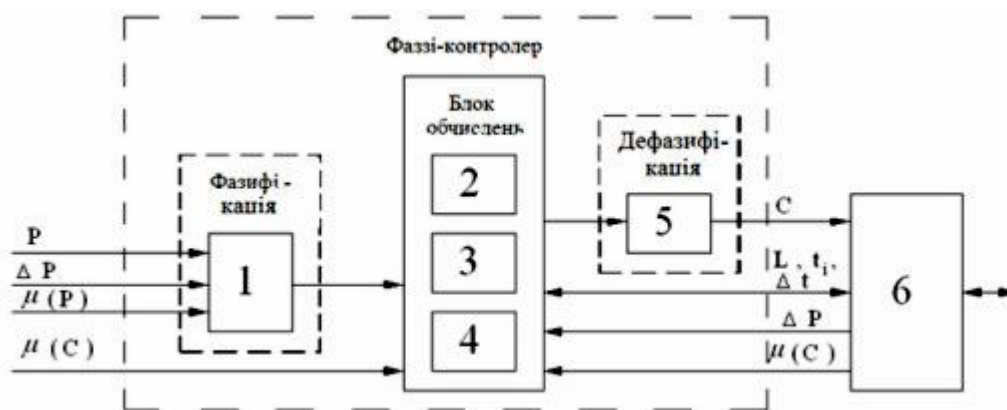 Фаззі-контролер
Блок
обчислень
Дефазифі-
кація
Фазифі -
кація
2
5
C
P
1
3
6
L , t i ,
Δ t
Δ P
μ (P)
4
Δ P
μ (C)
μ (C)